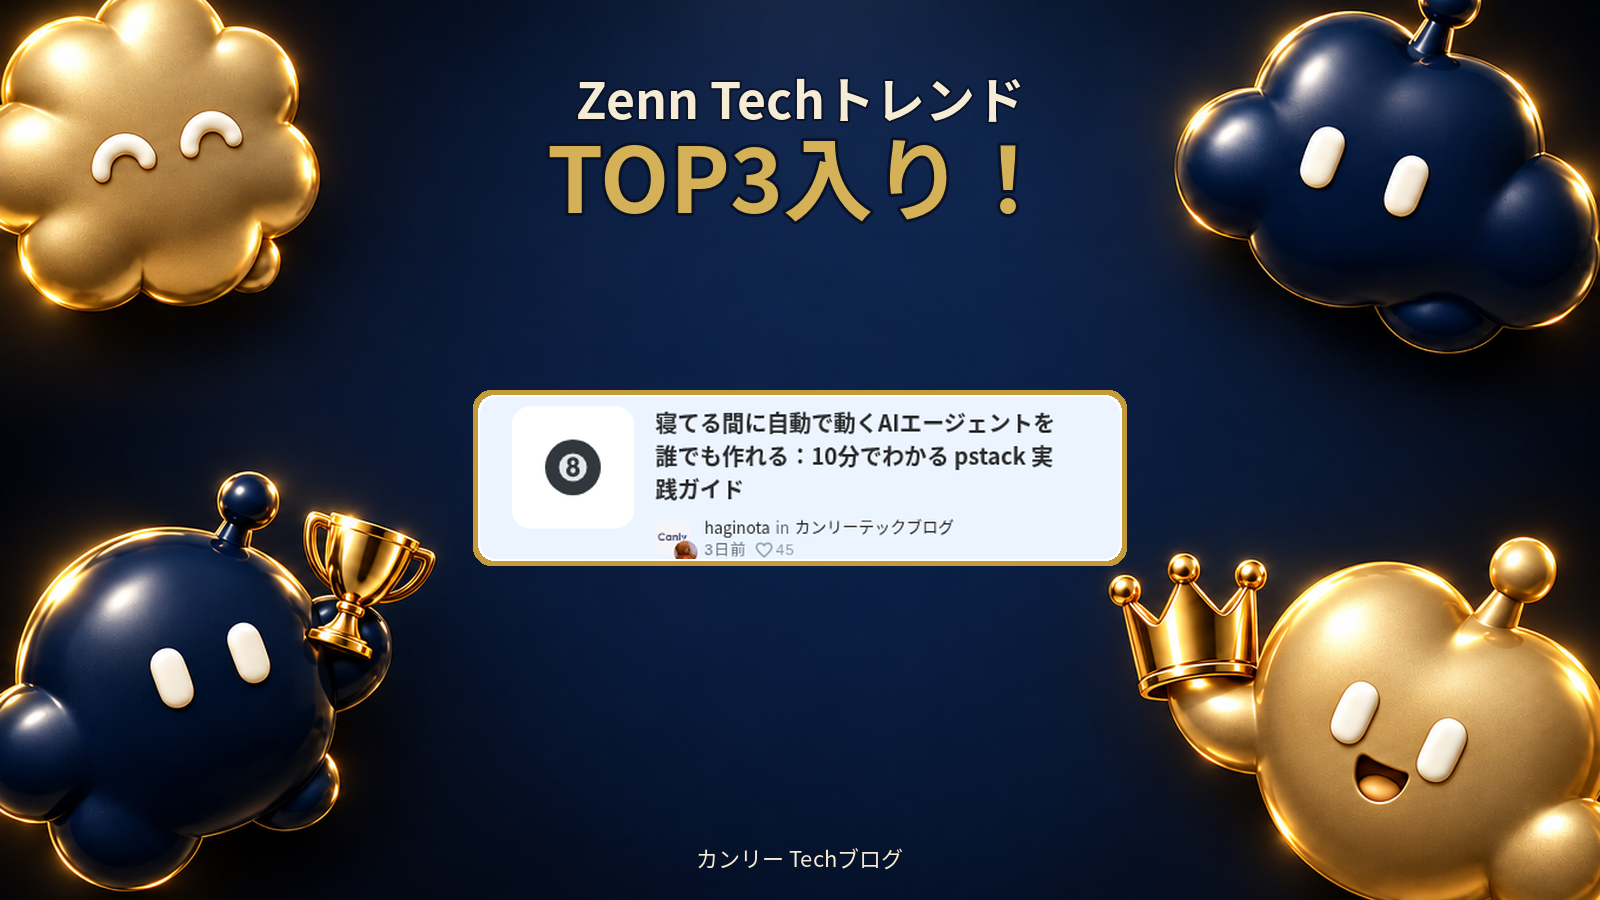 Zenn Techトレンド
TOP3入り！
8
寝てる間に自動で動くAIエージェントを
誰でも作れる：10分でわかる pstack 実
践ガイド
Canly
haginota in カンリーテックブログ
3日前 ♡45
カンリー Techブログ